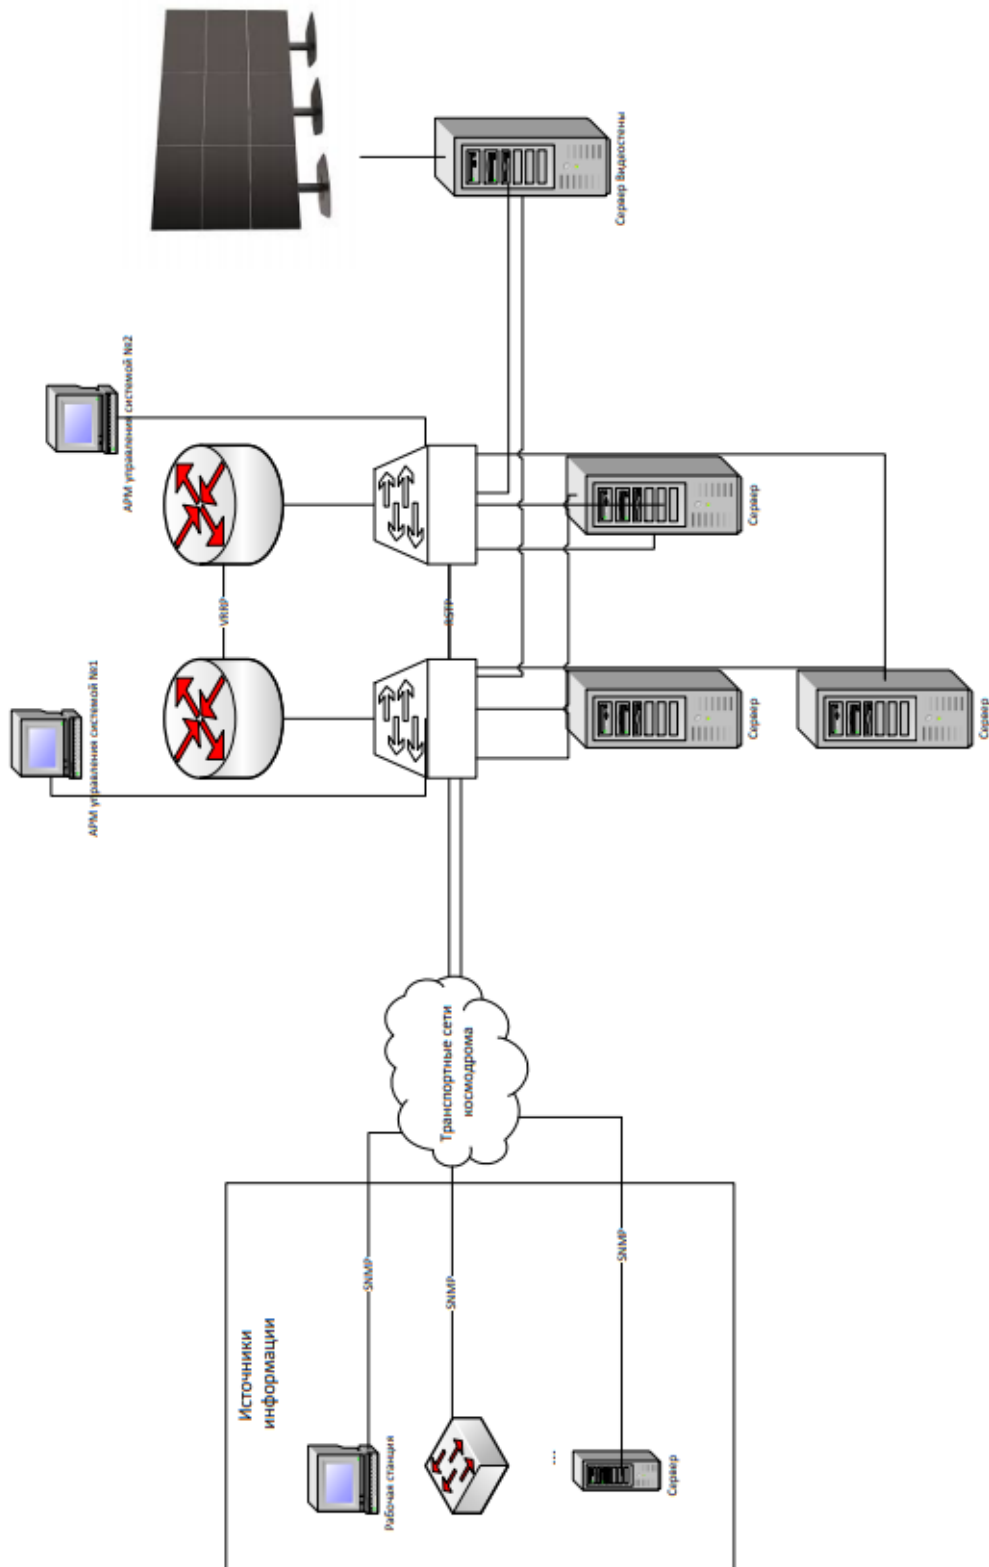 Источники
информации
Рабочая станция
...
Сервер
SNMP
SNMP
SNMP
Транспортные сети
космодрома
АРМ управления системой №1
АРМ управления системой №2
VRRP
RSTP
Сервер
Сервер
Сервер
Сервер Видеостены